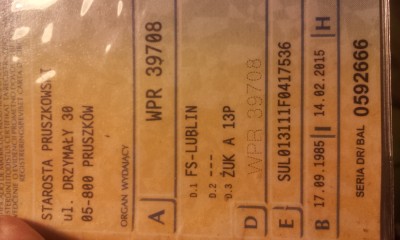 STAROSTA PRUSZKOWSKI
ul. DRZYMAŁY 30
05-800 PRUSZKÓW
ORGAN WYDAJĄCY
A WPR 39708
D.1 FS-LUBLIN
D.2 ---
D.3 ŻUK A 13P
D WPR 39708
E SUL013111F0417536
B 17.09.1985 14.02.2015 H
SERIA DR/BAL 0592666